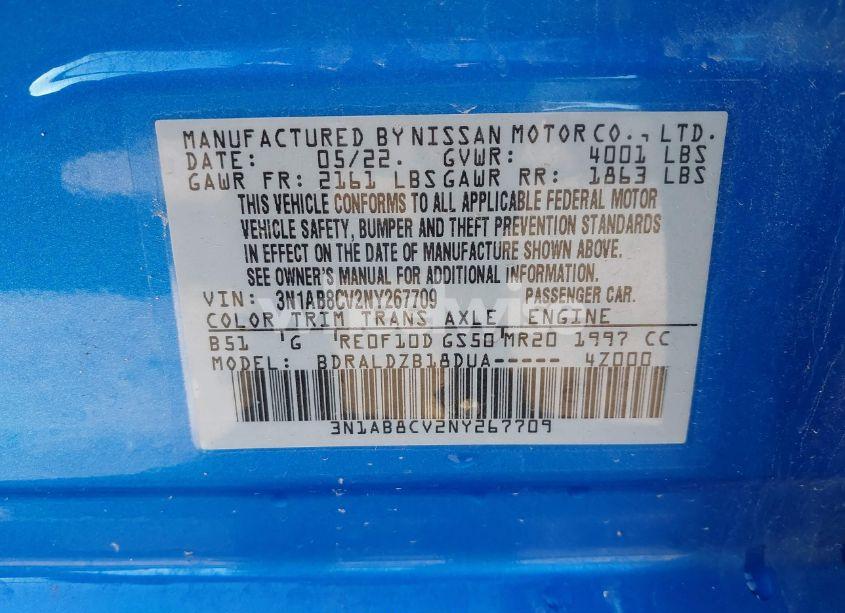 MANUFACTURED BY NISSAN MOTOR CO., LTD.
DATE: 05/22. GVWR: 4001 LBS
GAWR FR: 2161 LBS GAWR RR: 1863 LBS
THIS VEHICLE CONFORMS TO ALL APPLICABLE FEDERAL MOTOR
VEHICLE SAFETY, BUMPER AND THEFT PREVENTION STANDARDS
IN EFFECT ON THE DATE OF MANUFACTURE SHOWN ABOVE.
SEE OWNER'S MANUAL FOR ADDITIONAL INFORMATION.
VIN: 3N1AB8CV2NY267709 PASSENGER CAR.
COLOR TRIM TRANS AXLE ENGINE
B51 G RE0F10D GS50 MR20 1997 CC
MODEL: BDRALDZB18DUA----- 4Z000
3N1AB8CV2NY267709